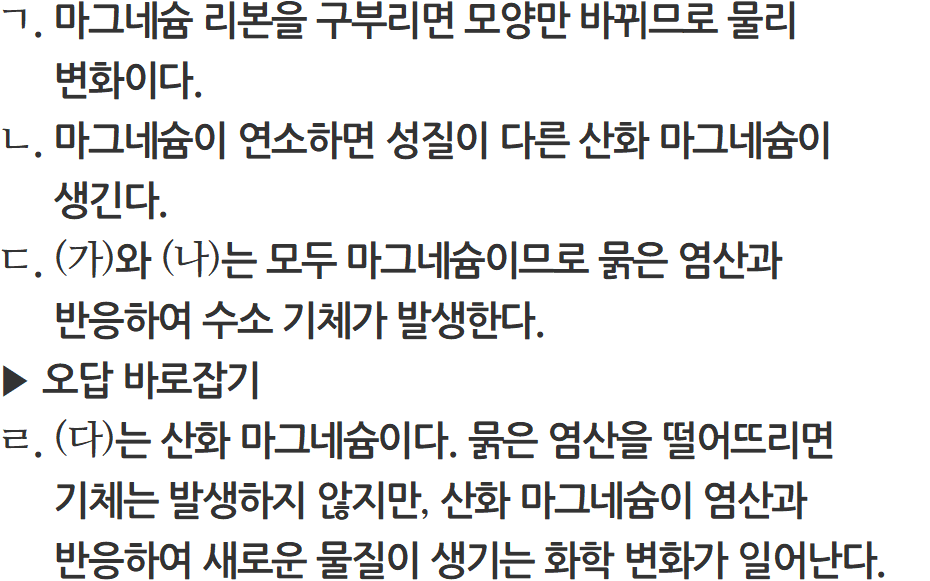 ㄱ. 마그네슘 리본을 구부리면 모양만 바뀌므로 물리
변화이다.
ㄴ. 마그네슘이 연소하면 성질이 다른 산화 마그네슘이
생긴다.
ㄷ. (가)와 (나)는 모두 마그네슘이므로 묽은 염산과
반응하여 수소 기체가 발생한다.
▶ 오답 바로잡기
ㄹ. (다)는 산화 마그네슘이다. 묽은 염산을 떨어뜨리면
기체는 발생하지 않지만, 산화 마그네슘이 염산과
반응하여 새로운 물질이 생기는 화학 변화가 일어난다.